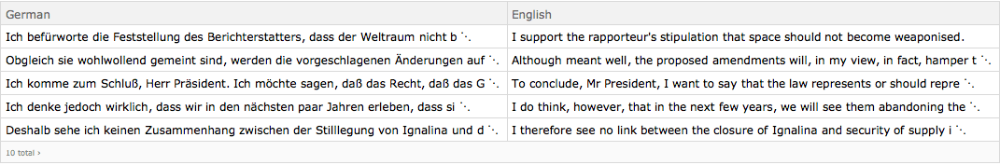 German English
Ich befürworte die Feststellung des Berichterstatters, dass der Weltraum nicht b ⋱. I support the rapporteur's stipulation that space should not become weaponised.
Obgleich sie wohlwollend gemeint sind, werden die vorgeschlagenen Änderungen auf ⋱. Although meant well, the proposed amendments will, in my view, in fact, hamper t ⋱.
Ich komme zum Schluß, Herr Präsident. Ich möchte sagen, daß das Recht, daß das G ⋱. To conclude, Mr President, I want to say that the law represents or should repre ⋱.
Ich denke jedoch wirklich, dass wir in den nächsten paar Jahren erleben, dass si ⋱. I do think, however, that in the next few years, we will see them abandoning the ⋱.
Deshalb sehe ich keinen Zusammenhang zwischen der Stilllegung von Ignalina und d ⋱. I therefore see no link between the closure of Ignalina and security of supply i ⋱.
10 total ›